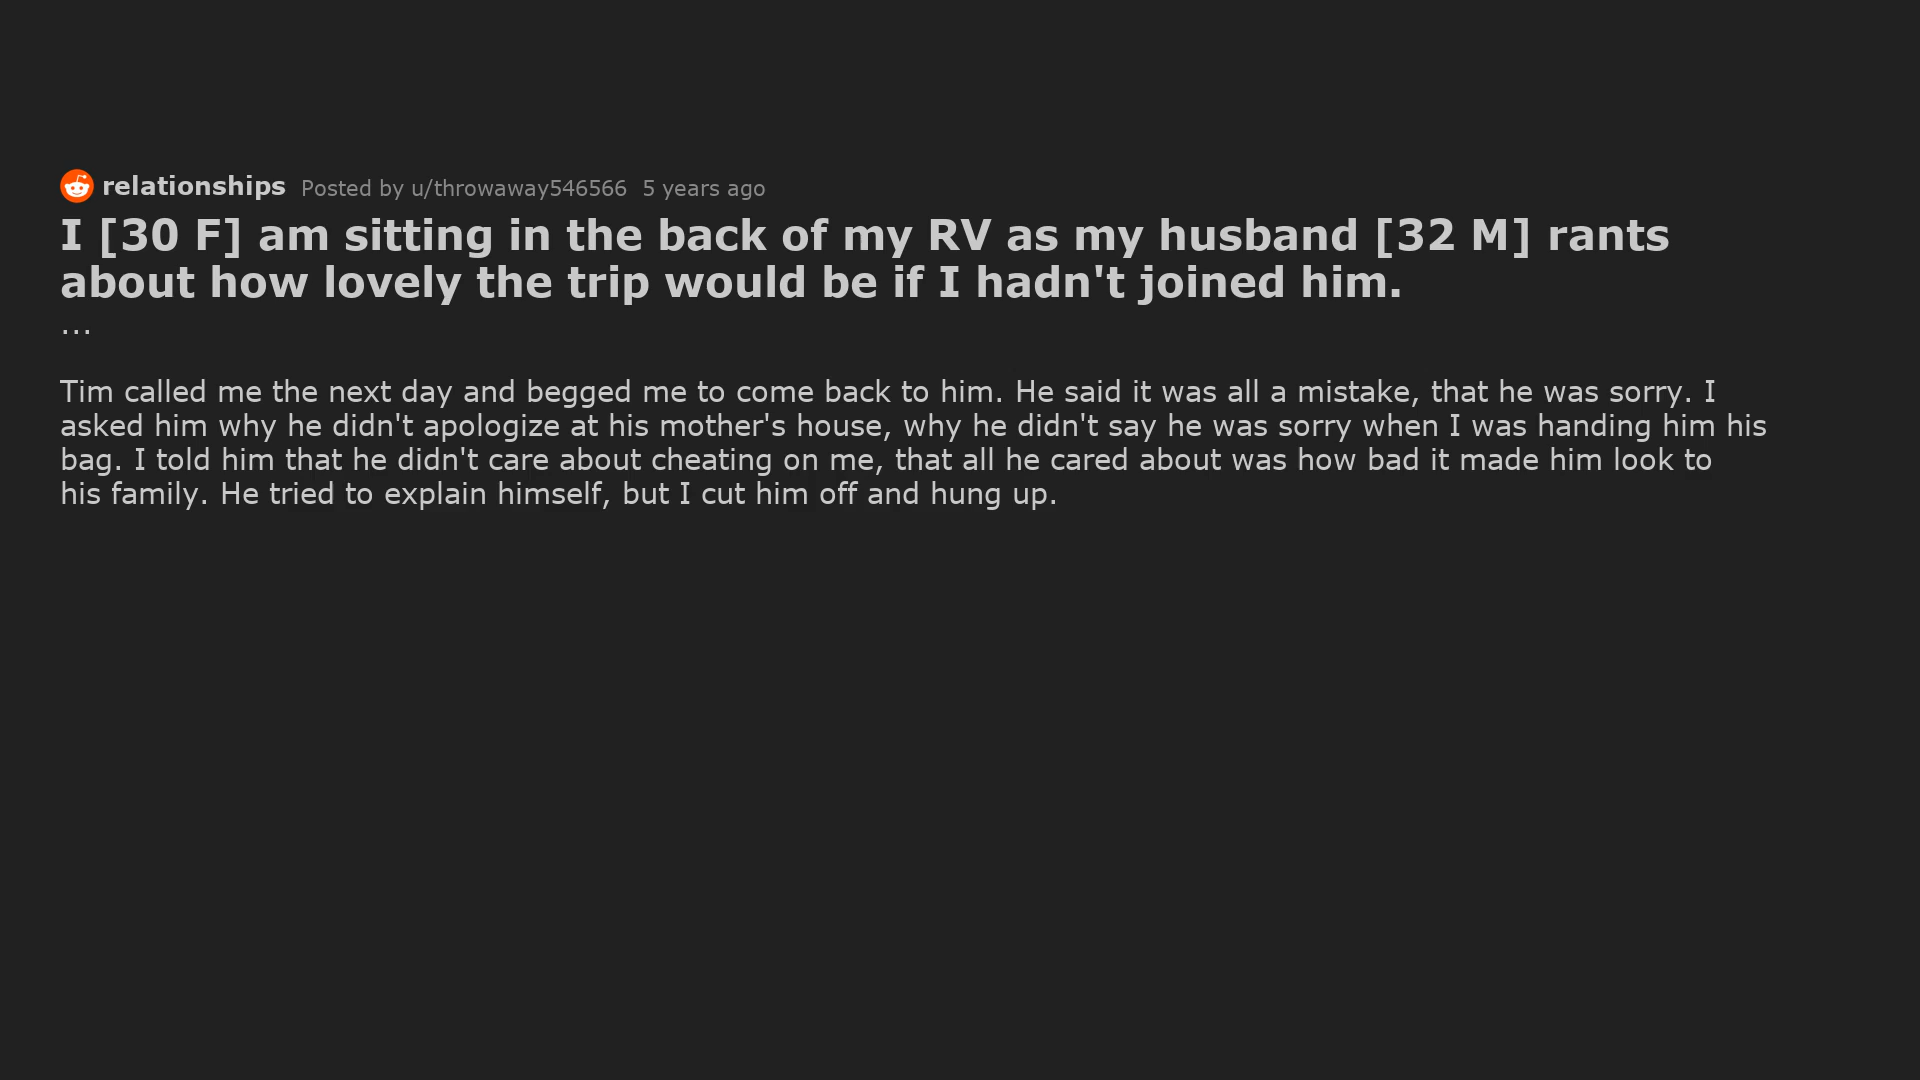 relationships Posted by u/throwaway546566 5 years ago
I [30 F] am sitting in the back of my RV as my husband [32 M] rants
about how lovely the trip would be if I hadn't joined him.
...
Tim called me the next day and begged me to come back to him. He said it was all a mistake, that he was sorry. I
asked him why he didn't apologize at his mother's house, why he didn't say he was sorry when I was handing him his
bag. I told him that he didn't care about cheating on me, that all he cared about was how bad it made him look to
his family. He tried to explain himself, but I cut him off and hung up.